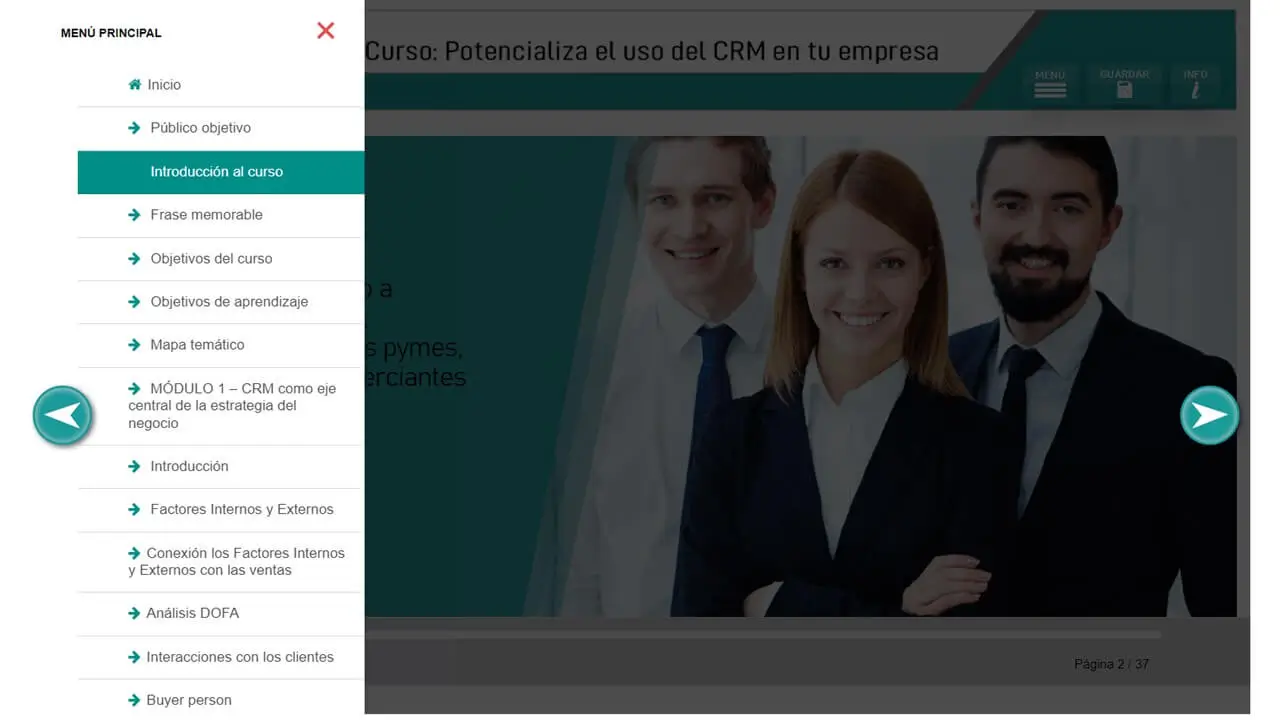 MENÚ PRINCIPAL
Inicio
Público objetivo
Introducción al curso
Frase memorable
Objetivos del curso
Objetivos de aprendizaje
Mapa temático
MÓDULO 1 – CRM como eje
central de la estrategia del
negocio
Introducción
Factores Internos y Externos
Conexión los Factores Internos
y Externos con las ventas
Análisis DOFA
Interacciones con los clientes
Buyer person
Curso: Potencializa el uso del CRM en tu empresa
MENU
GUARDAR
INFO
a
s pymes,
erciantes
Página 2 / 37